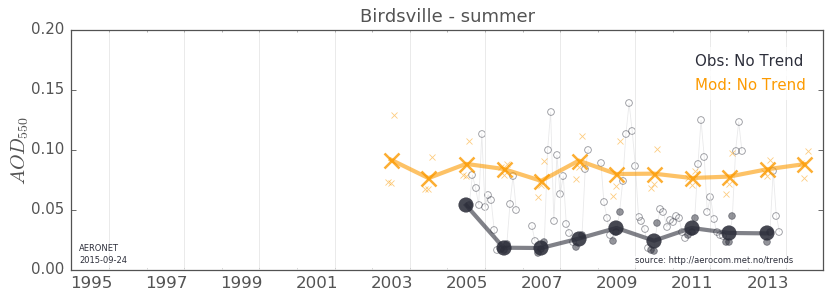 Birdsville - summer
0.20
Obs: No Trend
0.15
Mod: No Trend
AOD550
0.10
0.05
AERONET
2015-09-24
source: http://aerocom.met.no/trends
0.00
1995 1997 1999 2001 2003 2005 2007 2009 2011 2013